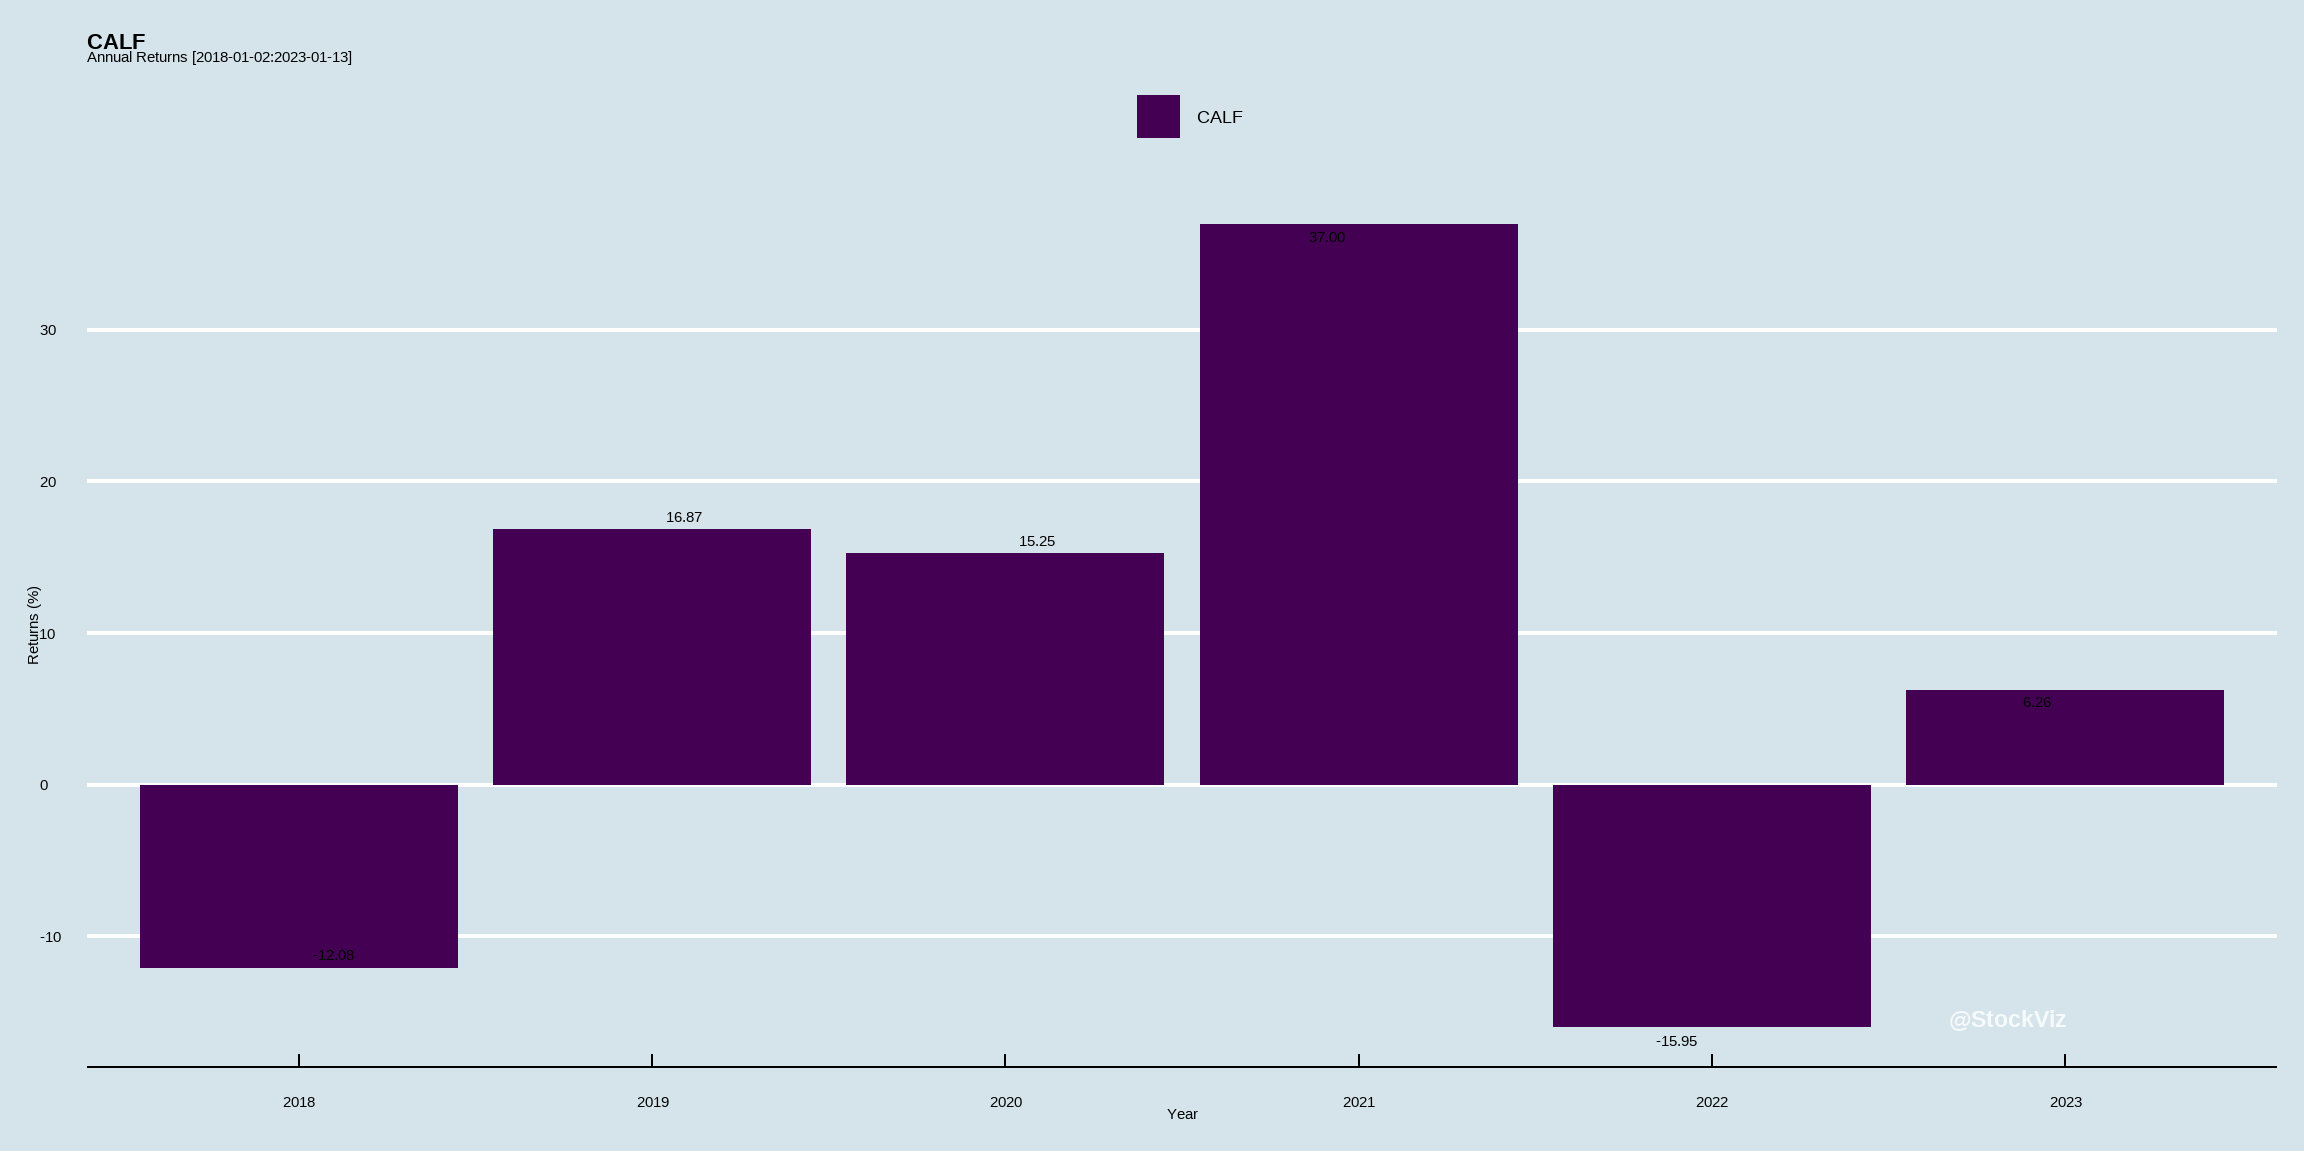 CALF
Annual Returns [2018-01-02:2023-01-13]
CALF
37.00
30
20
16.87
15.25
Returns (%)
10
6.26
0
-10
-12.08
@StockViz
-15.95
2018
2019
2020
2021
2022
2023
Year